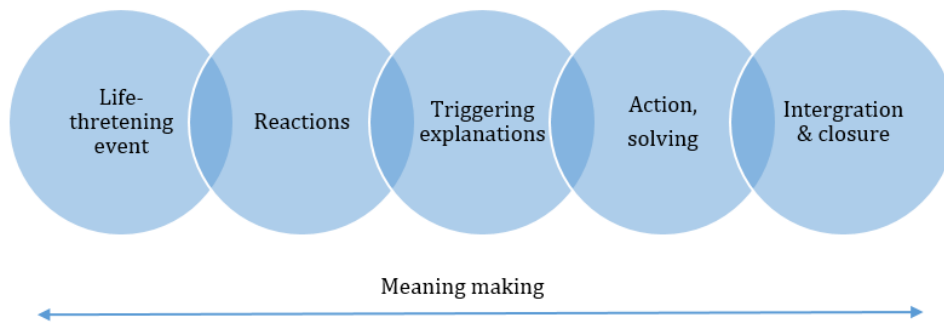 Life-
thretening
event
Reactions
Triggering
explanations
Action,
solving
Intergration
& closure
Meaning making